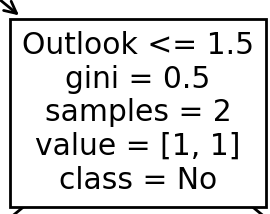 Outlook <= 1.5
gini = 0.5
samples = 2
value = [1, 1]
class = No